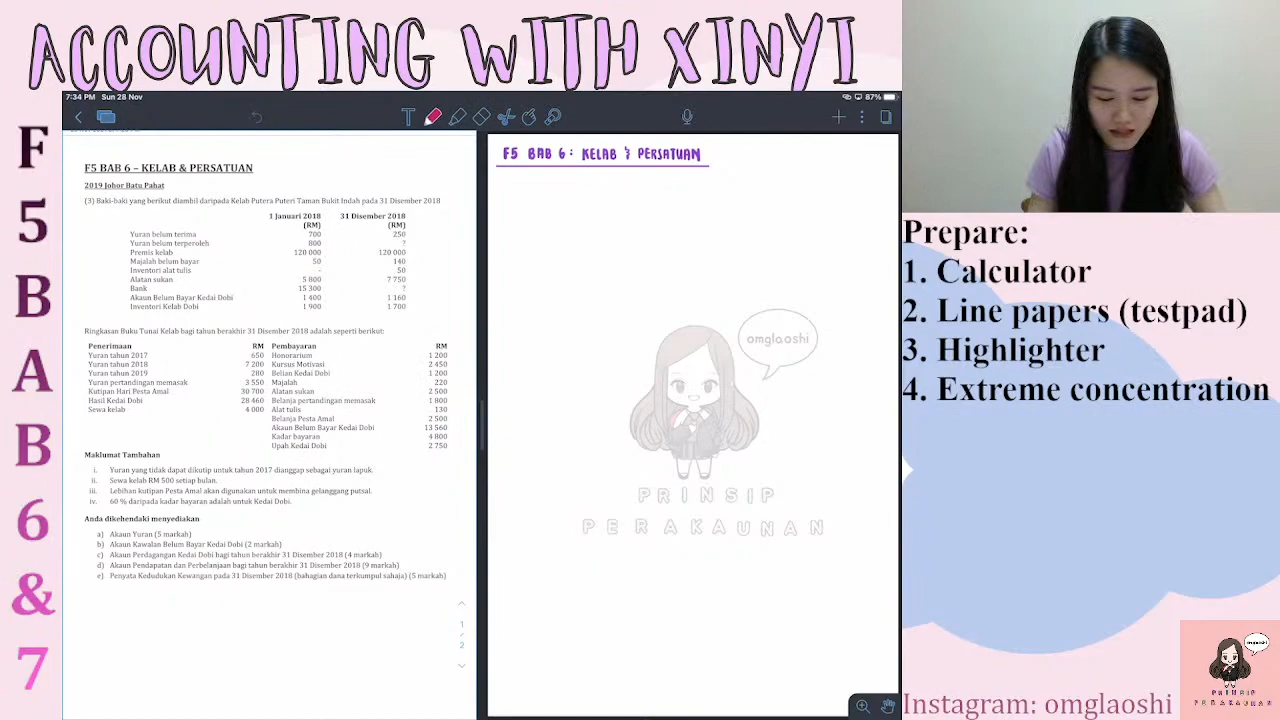 ACCOUNTING WITH XINYI
F5 BAB 6 & 7
7:34 PM Sun 28 Nov
87%
F5 BAB 6 – KELAB & PERSATUAN
2019 Johor Batu Pahat
(3) Baki-baki yang berikut diambil daripada Kelab Putera Puteri Taman Bukit Indah pada 31 Disember 2018
1 Januari 2018 31 Disember 2018
(RM) (RM)
Yuran belum terima 700 250
Yuran belum terperoleh 800 ?
Premis kelab 120 000 120 000
Majalah belum bayar 50 140
Inventori alat tulis - 50
Alatan sukan 5 800 7 750
Bank 15 300 ?
Akaun Belum Bayar Kedai Dobi 1 400 1 160
Inventori Kelab Dobi 1 900 1 700
Ringkasan Buku Tunai Kelab bagi tahun berakhir 31 Disember 2018 adalah seperti berikut:
Penerimaan RM Pembayaran RM
Yuran tahun 2017 650 Honorarium 1 200
Yuran tahun 2018 7 200 Kursus Motivasi 2 450
Yuran tahun 2019 280 Belian Kedai Dobi 1 200
Yuran pertandingan memasak 3 550 Majalah 220
Kutipan Hari Pesta Amal 30 700 Alatan sukan 2 500
Hasil Kedai Dobi 28 460 Belanja pertandingan memasak 1 800
Sewa kelab 4 000 Alat tulis 130
Belanja Pesta Amal 2 500
Akaun Belum Bayar Kedai Dobi 13 560
Kadar bayaran 4 800
Upah Kedai Dobi 2 750
Maklumat Tambahan
i. Yuran yang tidak dapat dikutip untuk tahun 2017 dianggap sebagai yuran lapuk.
ii. Sewa kelab RM 500 setiap bulan.
iii. Lebihan kutipan Pesta Amal akan digunakan untuk membina gelanggang putsal.
iv. 60 % daripada kadar bayaran adalah untuk Kedai Dobi.
Anda dikehendaki menyediakan
a) Akaun Yuran (5 markah)
b) Akaun Kawalan Belum Bayar Kedai Dobi (2 markah)
c) Akaun Perdagangan Kedai Dobi bagi tahun berakhir 31 Disember 2018 (4 markah)
d) Akaun Pendapatan dan Perbelanjaan bagi tahun berakhir 31 Disember 2018 (9 markah)
e) Penyata Kedudukan Kewangan pada 31 Disember 2018 (bahagian dana terkumpul sahaja) (5 markah)
1
/
2
F5 BAB 6: KELAB & PERSATUAN
omglaoshi
PRINSIP
PERAKAUNAN
Prepare:
1. Calculator
2. Line papers (testpad)
3. Highlighter
4. Extreme concentration
Instagram: omglaoshi